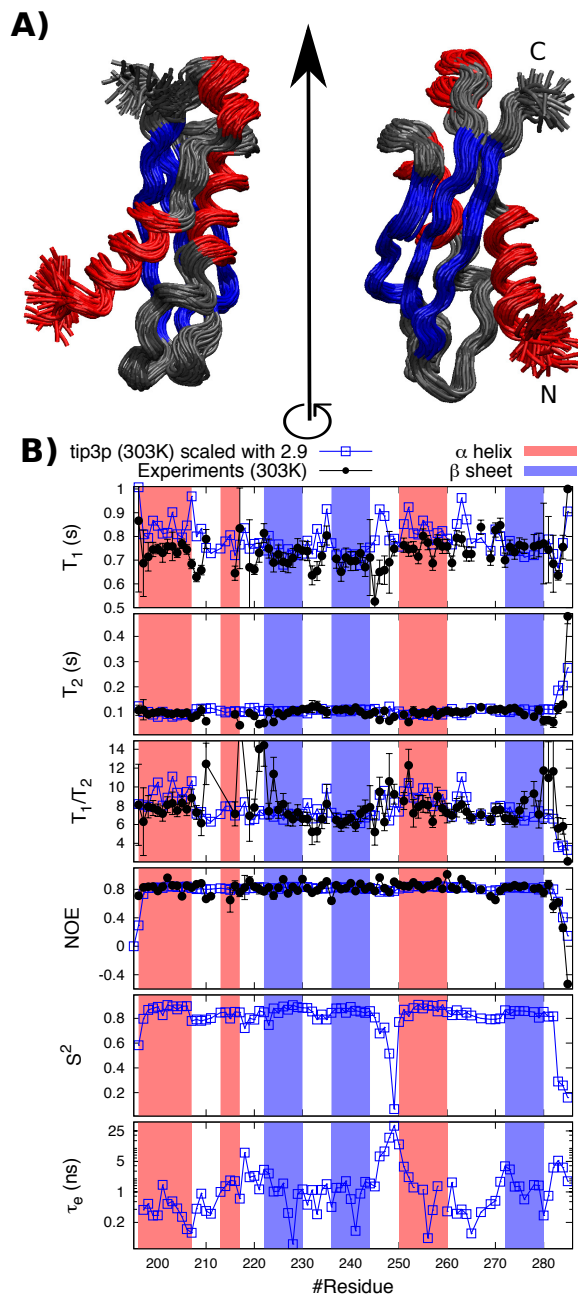 A)
C
N
B)
tip3p (303K) scaled with 2.9
Experiments (303K)
α helix
β sheet
T1 (s)
1
0.9
0.8
0.7
0.6
0.5
T2 (s)
0.4
0.3
0.2
0.1
T1/T2
14
12
10
8
6
4
NOE
0.8
0.4
0
-0.4
S²
0.8
0.6
0.4
0.2
τe (ns)
25
5
1
0.2
200 210 220 230 240 250 260 270 280
#Residue